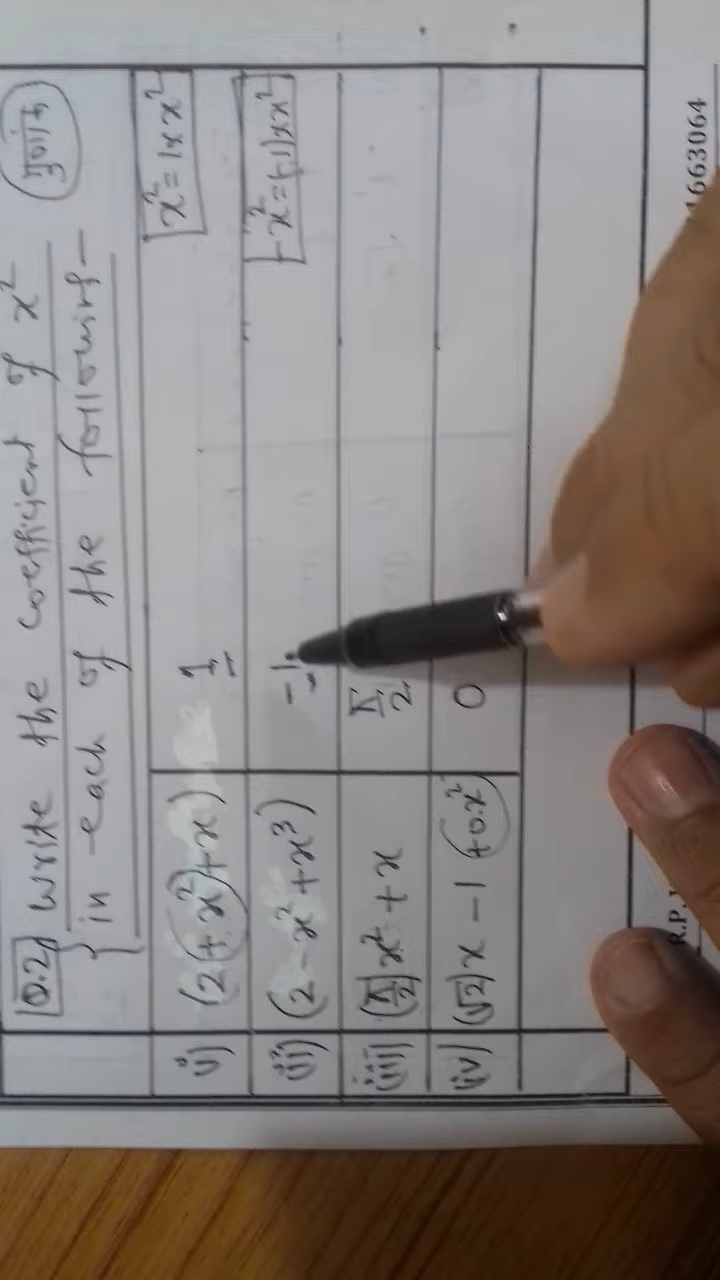 Q.2) Write the coefficient of x² गुणांक
in each of the following-
(i) (2+x²+x) 1 x²=1×x²
(ii) (2-x²+x³) -1 -x²=(-1)×x²
(iii) (π/2)x²+x π/2
(iv) (√2)x-1+0.x² 0
R.P.
1663064